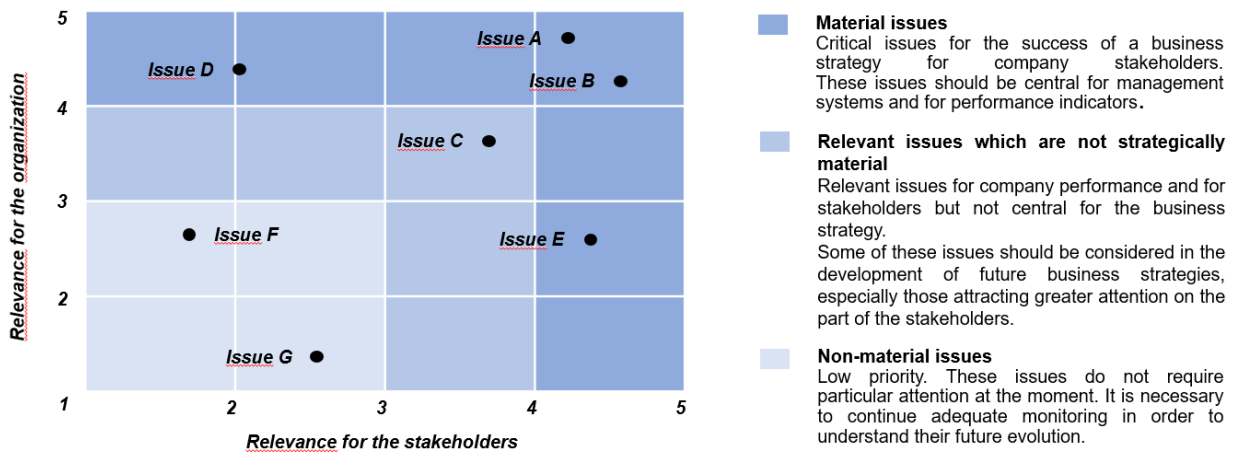 5
Issue A
Issue D
Issue B
4
Issue C
3
Issue F
Issue E
2
Issue G
1
2
3
4
5
Relevance for the organization
Relevance for the stakeholders
Material issues
Critical issues for the success of a business
strategy for company stakeholders.
These issues should be central for management
systems and for performance indicators.
Relevant issues which are not strategically
material
Relevant issues for company performance and for
stakeholders but not central for the business
strategy.
Some of these issues should be considered in the
development of future business strategies,
especially those attracting greater attention on the
part of the stakeholders.
Non-material issues
Low priority. These issues do not require
particular attention at the moment. It is necessary
to continue adequate monitoring in order to
understand their future evolution.